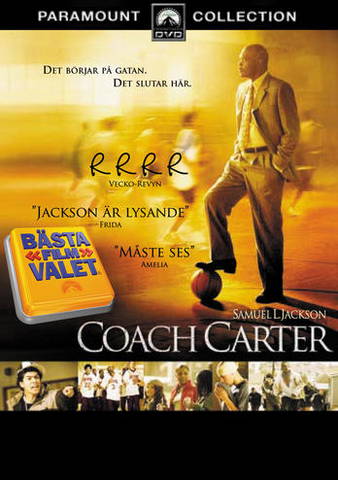 PARAMOUNT COLLECTION
DVD
DET BÖRJAR PÅ GATAN.
DET SLUTAR HÄR.
RRRR
VECKO-REVYN
"JACKSON ÄR LYSANDE"
FRIDA
"MÅSTE SES"
AMELIA
BÄSTA
«FILM»
VALET
SAMUEL L. JACKSON
COACH CARTER